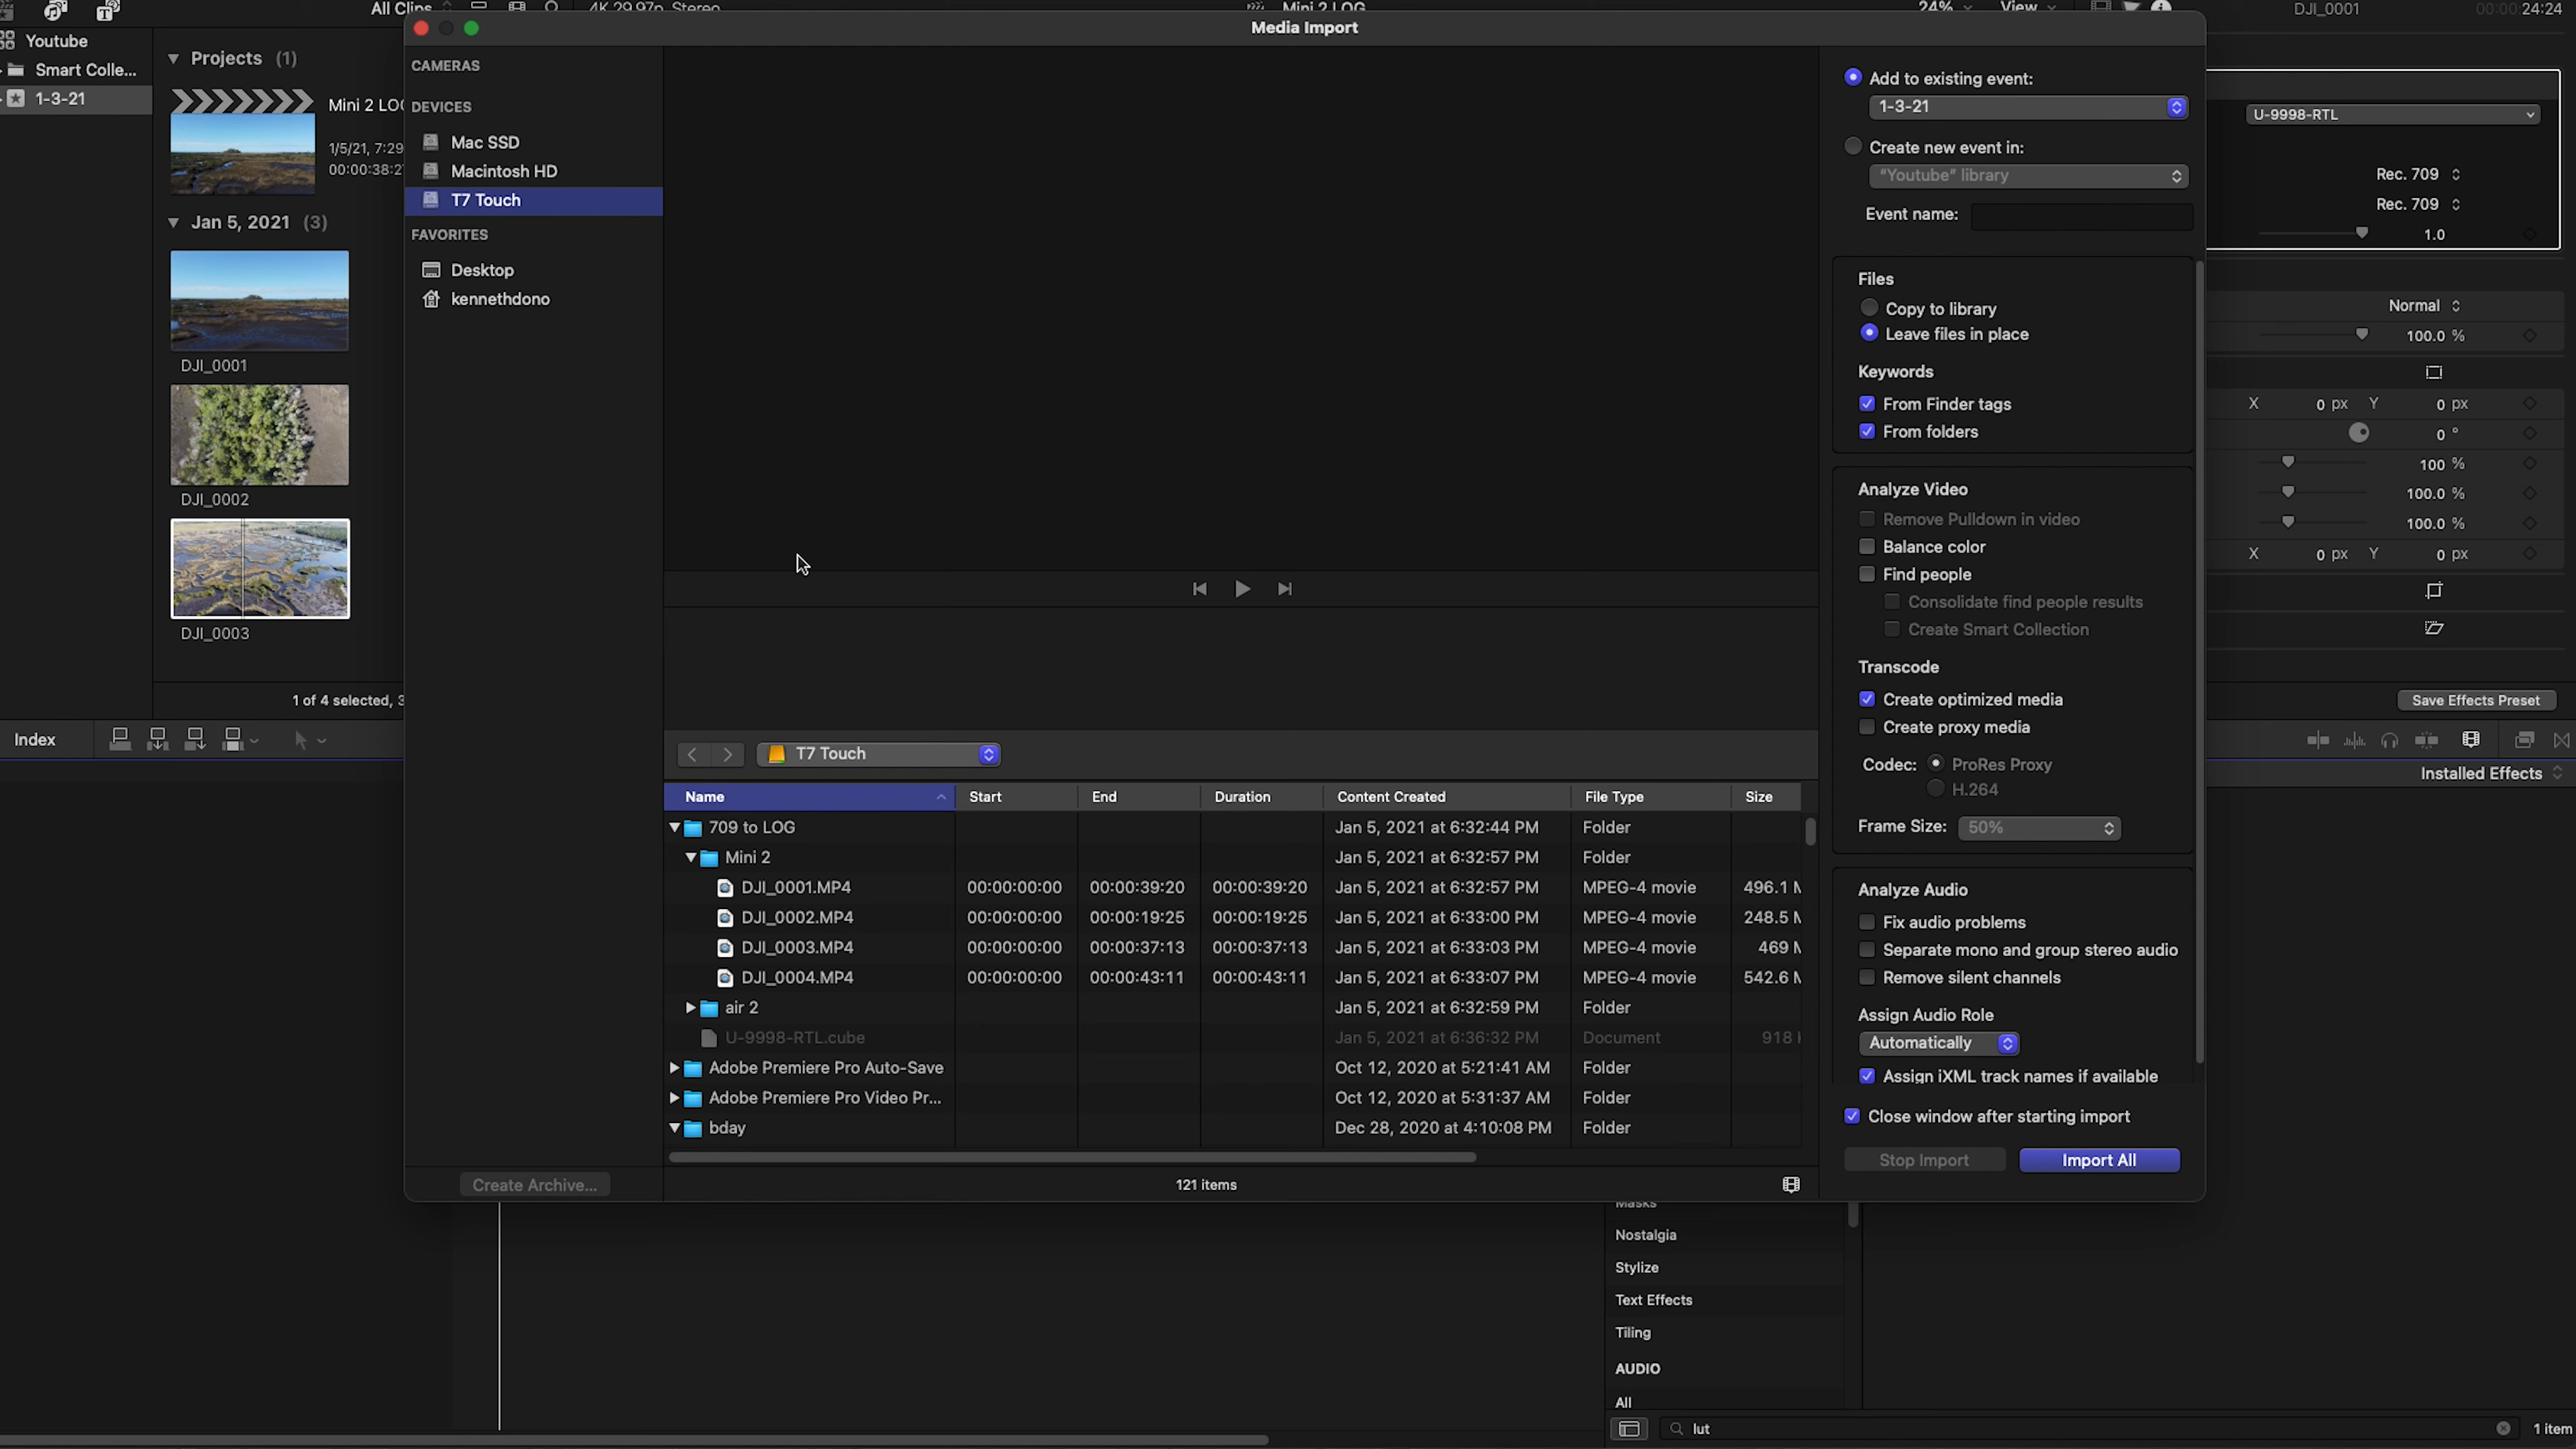 All Clips
4K 29.97p Stereo
Mini 2 LOG
24%
View
DJI_0001
00:00:24:24
Youtube
Smart Colle...
1-3-21
Projects (1)
Mini 2 LO
1/5/21, 7:29
00:00:38:2
Jan 5, 2021 (3)
DJI_0001
DJI_0002
DJI_0003
1 of 4 selected, 3
Index
Media Import
CAMERAS
DEVICES
Mac SSD
Macintosh HD
T7 Touch
FAVORITES
Desktop
kennethdono
Create Archive...
T7 Touch
Name Start End Duration Content Created File Type Size
709 to LOG Jan 5, 2021 at 6:32:44 PM Folder
Mini 2 Jan 5, 2021 at 6:32:57 PM Folder
DJI_0001.MP4 00:00:00:00 00:00:39:20 00:00:39:20 Jan 5, 2021 at 6:32:57 PM MPEG-4 movie 496.1 M
DJI_0002.MP4 00:00:00:00 00:00:19:25 00:00:19:25 Jan 5, 2021 at 6:33:00 PM MPEG-4 movie 248.5 M
DJI_0003.MP4 00:00:00:00 00:00:37:13 00:00:37:13 Jan 5, 2021 at 6:33:03 PM MPEG-4 movie 469 M
DJI_0004.MP4 00:00:00:00 00:00:43:11 00:00:43:11 Jan 5, 2021 at 6:33:07 PM MPEG-4 movie 542.6 M
air 2 Jan 5, 2021 at 6:32:59 PM Folder
U-9998-RTL.cube Jan 5, 2021 at 6:36:32 PM Document 918
Adobe Premiere Pro Auto-Save Oct 12, 2020 at 5:21:41 AM Folder
Adobe Premiere Pro Video Pr... Oct 12, 2020 at 5:31:37 AM Folder
bday Dec 28, 2020 at 4:10:08 PM Folder
121 items
Add to existing event:
1-3-21
Create new event in:
"Youtube" library
Event name:
Files
Copy to library
Leave files in place
Keywords
From Finder tags
From folders
Analyze Video
Remove Pulldown in video
Balance color
Find people
Consolidate find people results
Create Smart Collection
Transcode
Create optimized media
Create proxy media
Codec: ProRes Proxy
H.264
Frame Size: 50%
Analyze Audio
Fix audio problems
Separate mono and group stereo audio
Remove silent channels
Assign Audio Role
Automatically
Assign iXML track names if available
Close window after starting import
Stop Import
Import All
U-9998-RTL
Rec. 709
Rec. 709
1.0
Normal
100.0 %
X 0 px Y 0 px
0 °
100 %
100.0 %
100.0 %
X 0 px Y 0 px
Save Effects Preset
Installed Effects
Masks
Nostalgia
Stylize
Text Effects
Tiling
AUDIO
All
lut
1 item